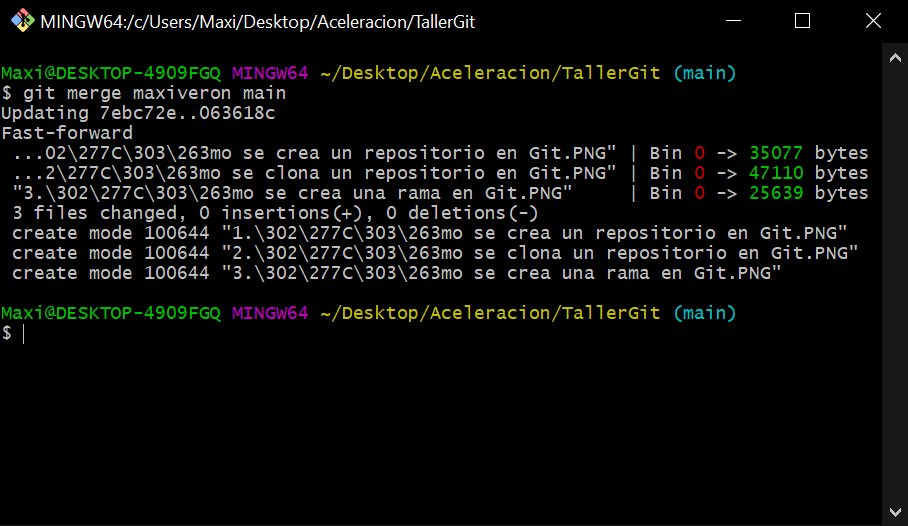 MINGW64:/c/Users/Maxi/Desktop/Aceleracion/TallerGit
Maxi@DESKTOP-4909FGQ MINGW64 ~/Desktop/Aceleracion/TallerGit (main)
$ git merge maxiveron main
Updating 7ebc72e..063618c
Fast-forward
 ...02\277C\303\263mo se crea un repositorio en Git.PNG" | Bin 0 -> 35077 bytes
 ...2\277C\303\263mo se clona un repositorio en Git.PNG" | Bin 0 -> 47110 bytes
 "3.\302\277C\303\263mo se crea una rama en Git.PNG"     | Bin 0 -> 25639 bytes
 3 files changed, 0 insertions(+), 0 deletions(-)
 create mode 100644 "1.\302\277C\303\263mo se crea un repositorio en Git.PNG"
 create mode 100644 "2.\302\277C\303\263mo se clona un repositorio en Git.PNG"
 create mode 100644 "3.\302\277C\303\263mo se crea una rama en Git.PNG"
Maxi@DESKTOP-4909FGQ MINGW64 ~/Desktop/Aceleracion/TallerGit (main)
$